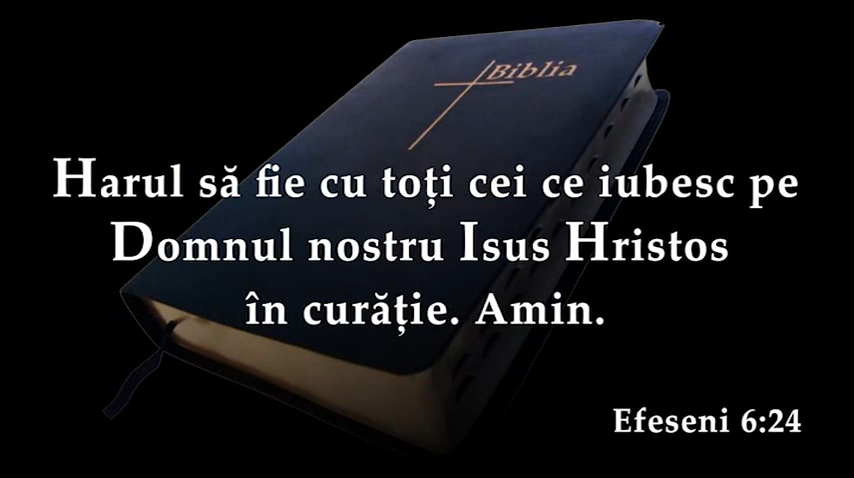 Biblia
Harul să fie cu toți cei ce iubesc pe
Domnul nostru Isus Hristos
în curăție. Amin.
Efeseni 6:24